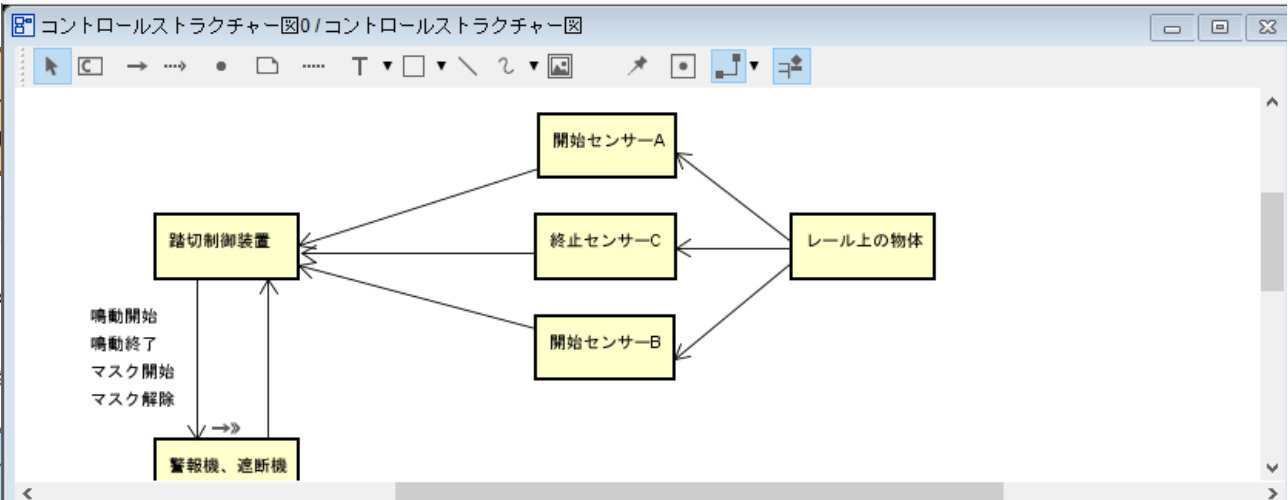 コントロールストラクチャー図0 / コントロールストラクチャー図
開始センサーA
踏切制御装置
終止センサーC
レール上の物体
鳴動開始
鳴動終了
マスク開始
マスク解除
開始センサーB
警報機、遮断機